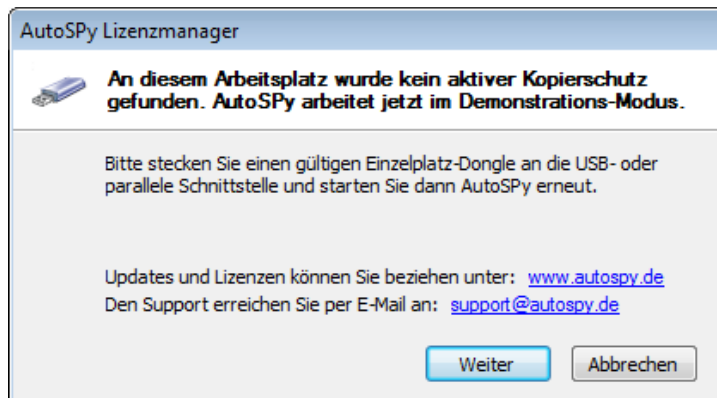 AutoSPy Lizenzmanager
An diesem Arbeitsplatz wurde kein aktiver Kopierschutz
gefunden. AutoSPy arbeitet jetzt im Demonstrations-Modus.
Bitte stecken Sie einen gültigen Einzelplatz-Dongle an die USB- oder
parallele Schnittstelle und starten Sie dann AutoSPy erneut.
Updates und Lizenzen können Sie beziehen unter: www.autospy.de
Den Support erreichen Sie per E-Mail an: support@autospy.de
Weiter Abbrechen